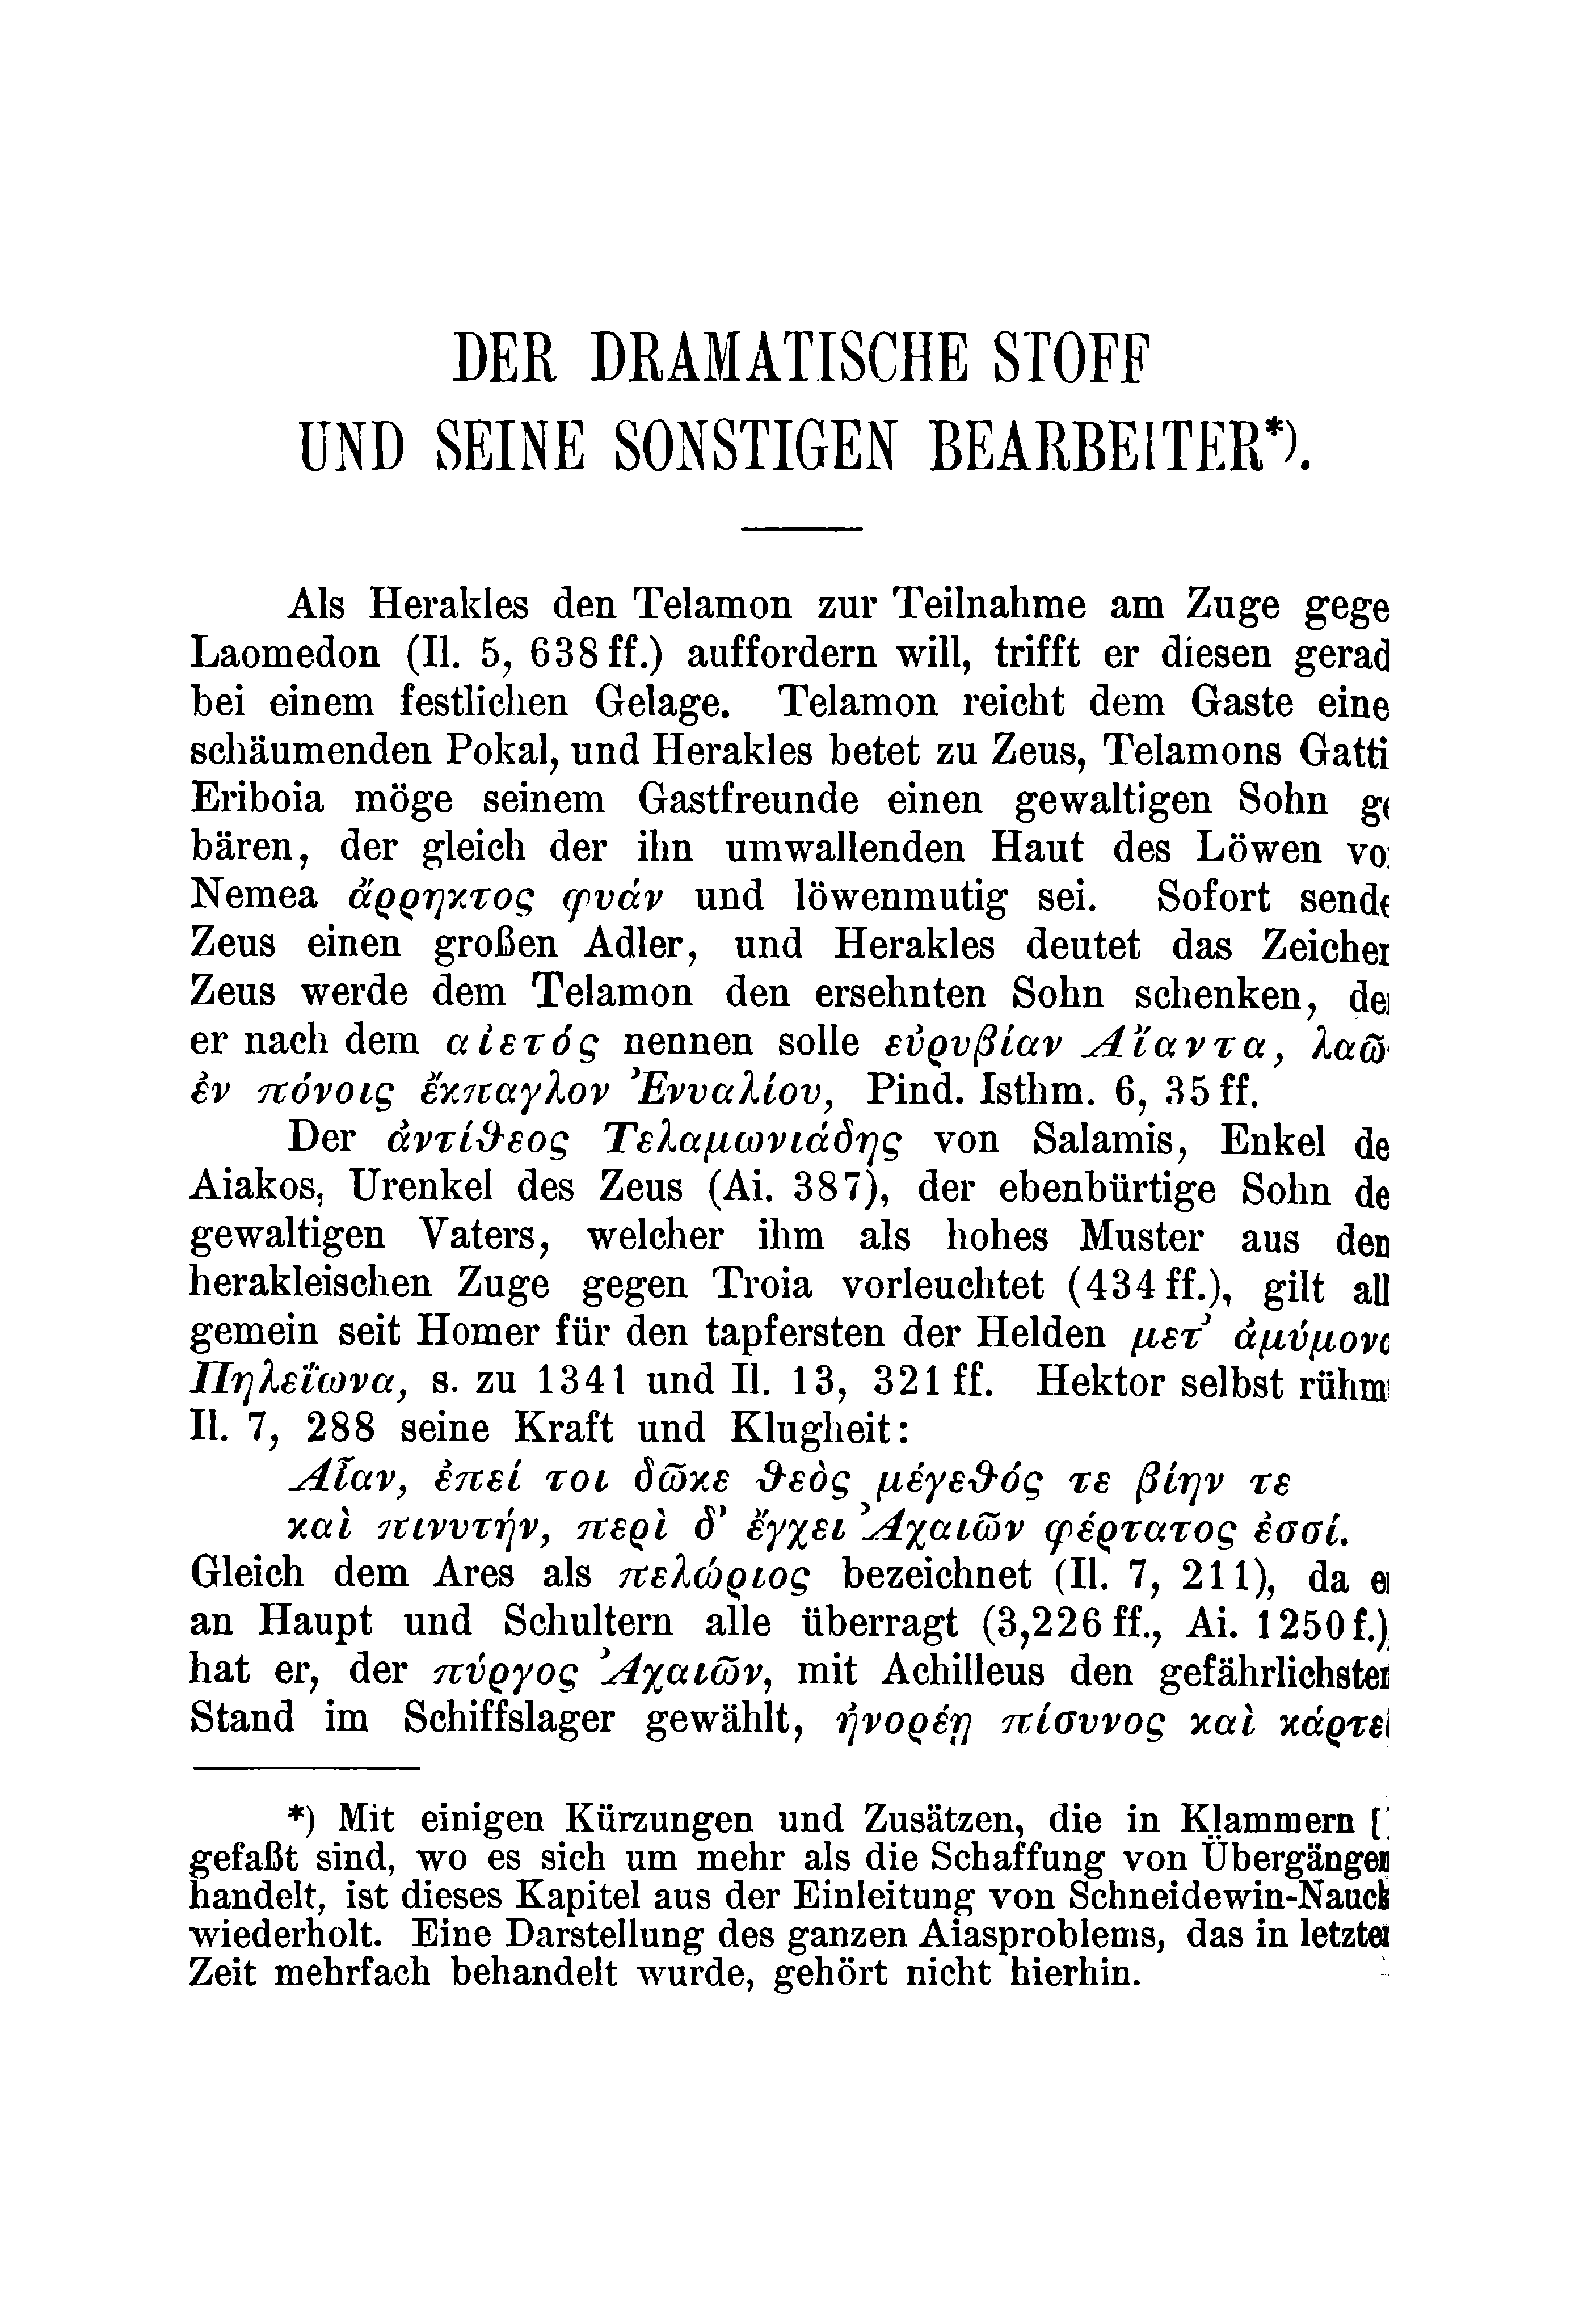 DER DRAMATISCHE STOFF
UND SEINE SONSTIGEN BEARBEITER*).
Als Herakles den Telamon zur Teilnahme am Zuge gege
Laomedon (Il. 5, 638 ff.) auffordern will, trifft er diesen gerad
bei einem festlichen Gelage. Telamon reicht dem Gaste eine
schäumenden Pokal, und Herakles betet zu Zeus, Telamons Gatti
Eriboia möge seinem Gastfreunde einen gewaltigen Sohn ge
bären, der gleich der ihn umwallenden Haut des Löwen vo
Nemea ἄρρηκτος φυάν und löwenmutig sei. Sofort sende
Zeus einen großen Adler, und Herakles deutet das Zeichen
Zeus werde dem Telamon den ersehnten Sohn schenken, de
er nach dem αἰετός nennen solle εὐρυβίαν Αἴαντα, λαῶ
ἐν πόνοις ἔκπαγλον Ἐνυαλίου, Pind. Isthm. 6, 35 ff.
Der ἀντίθεος Τελαμωνιάδης von Salamis, Enkel de
Aiakos, Urenkel des Zeus (Ai. 387), der ebenbürtige Sohn de
gewaltigen Vaters, welcher ihm als hohes Muster aus dem
herakleischen Zuge gegen Troia vorleuchtet (434 ff.), gilt all
gemein seit Homer für den tapfersten der Helden μετ᾽ ἀμύμονα
Πηλεΐωνα, s. zu 1341 und Il. 13, 321 ff. Hektor selbst rühm
Il. 7, 288 seine Kraft und Klugheit:
Αἶαν, ἐπεί τοι δῶκε θεὸς μέγεθός τε βίην τε
καὶ πινυτήν, περὶ δ᾽ ἔγχει Ἀχαιῶν φέρτατος ἐσσί.
Gleich dem Ares als πελώριος bezeichnet (Il. 7, 211), da er
an Haupt und Schultern alle überragt (3,226 ff., Ai. 1250 f.)
hat er, der πύργος Ἀχαιῶν, mit Achilleus den gefährlichsten
Stand im Schiffslager gewählt, ἠνορέῃ πίσυνος καὶ κάρτεϊ
*) Mit einigen Kürzungen und Zusätzen, die in Klammern []
gefaßt sind, wo es sich um mehr als die Schaffung von Übergängen
handelt, ist dieses Kapitel aus der Einleitung von Schneidewin-Nauck
wiederholt. Eine Darstellung des ganzen Aiasproblems, das in letzter
Zeit mehrfach behandelt wurde, gehört nicht hierhin.